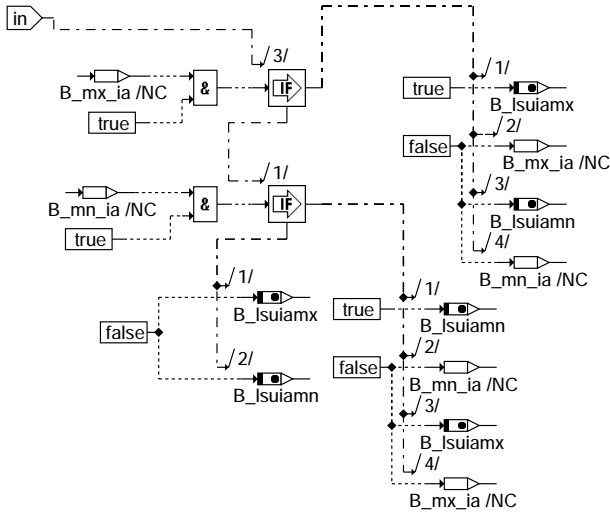 in
3/
1/
B_mx_ia /NC
&
IF
true
B_lsuiamx
true
2/
false
B_mx_ia /NC
1/
3/
B_mn_ia /NC
&
IF
B_lsuiamn
true
4/
B_mn_ia /NC
1/
1/
B_lsuiamx
true
B_lsuiamn
false
2/
2/
false
B_mn_ia /NC
B_lsuiamn
3/
B_lsuiamx
4/
B_mx_ia /NC